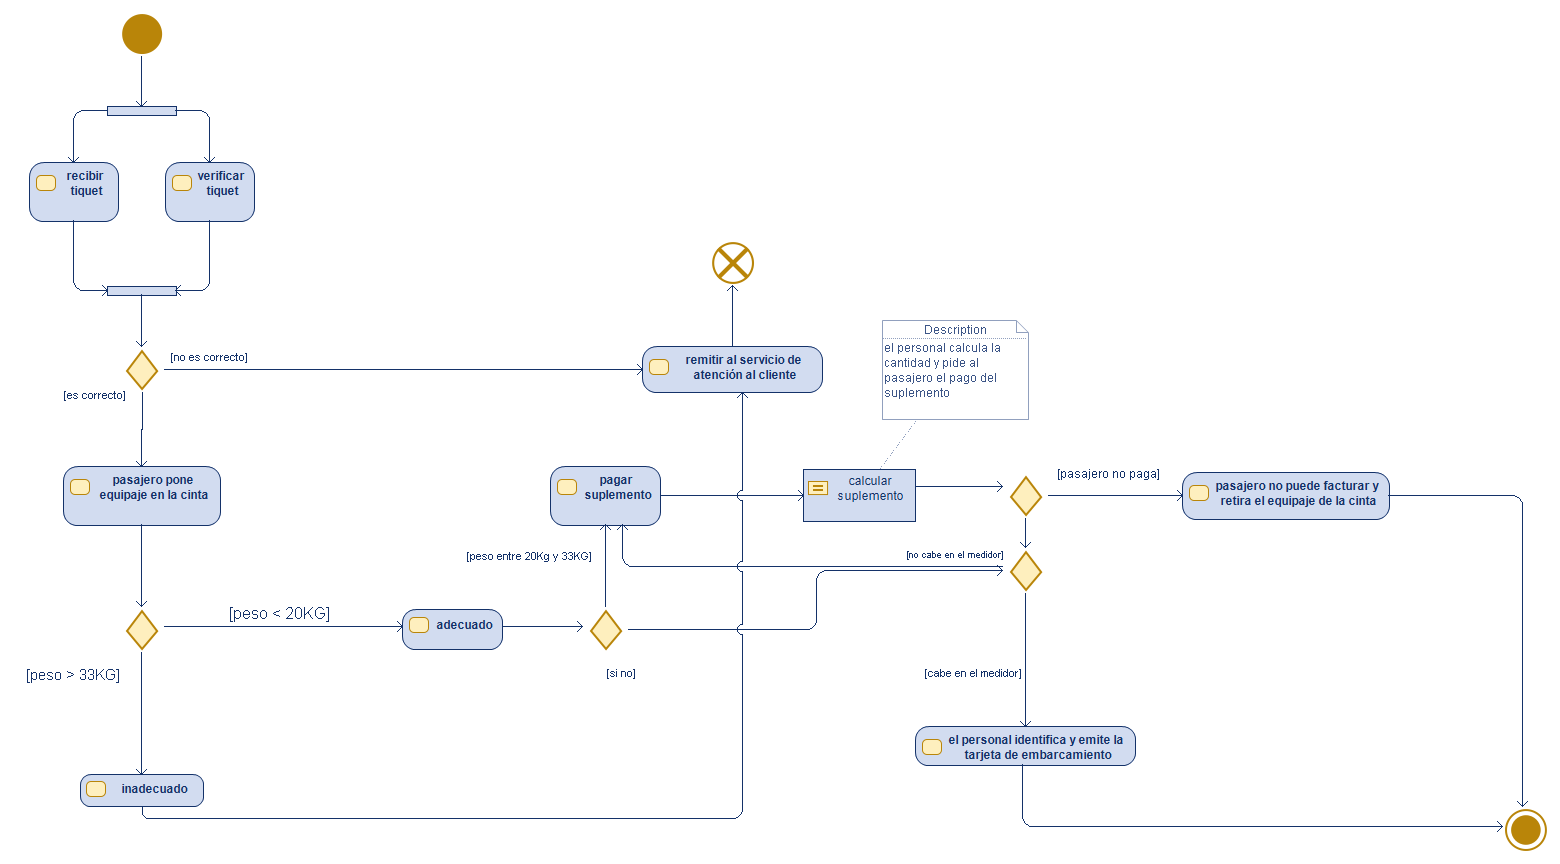 recibir
tiquet
verificar
tiquet
[no es correcto]
[es correcto]
remitir al servicio de
atención al cliente
Description
el personal calcula la
cantidad y pide al
pasajero el pago del
suplemento
pasajero pone
equipaje en la cinta
pagar
suplemento
calcular
suplemento
[pasajero no paga]
pasajero no puede facturar y
retira el equipaje de la cinta
[peso entre 20Kg y 33KG]
[no cabe en el medidor]
[peso < 20KG]
adecuado
[peso > 33KG]
[si no]
[cabe en el medidor]
el personal identifica y emite la
tarjeta de embarcamiento
inadecuado